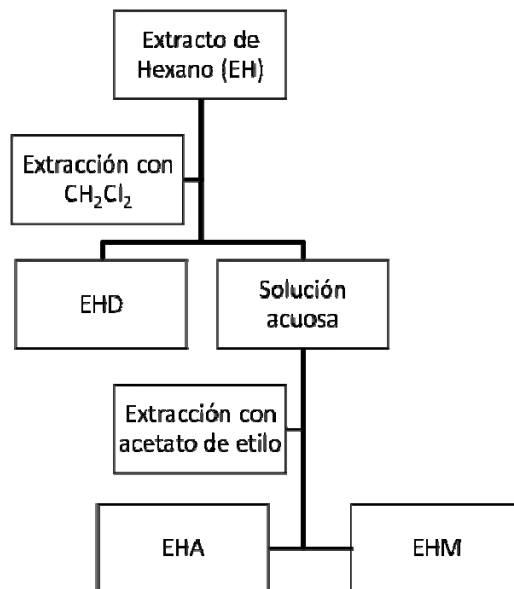 Extracto de
Hexano (EH)
Extracción con
CH₂Cl₂
EHD
Solución
acuosa
Extracción con
acetato de etilo
EHA
EHM